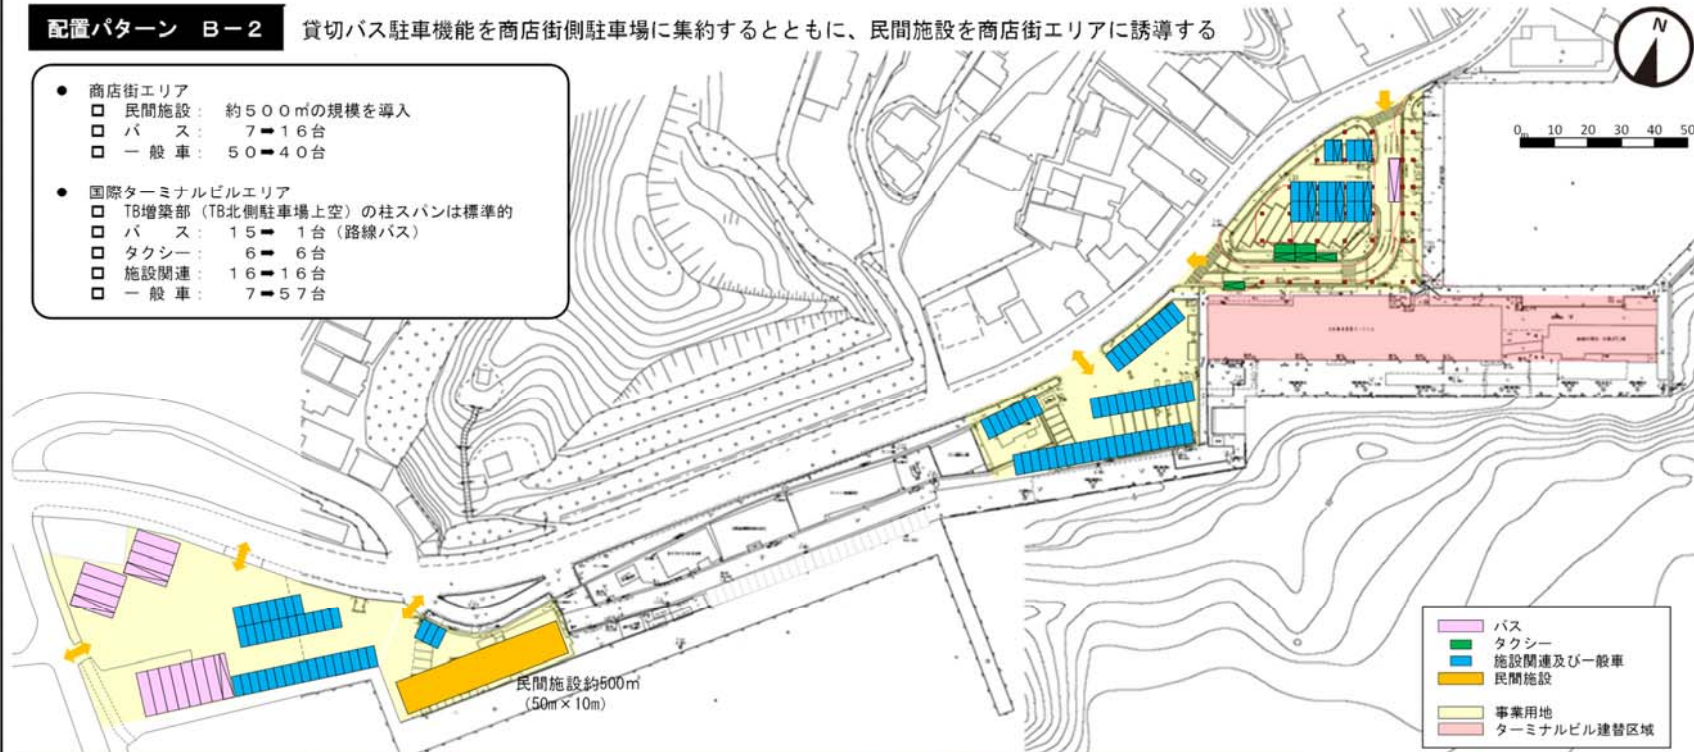 配置パターン B－2 貸切バス駐車機能を商店街側駐車場に集約するとともに、民間施設を商店街エリアに誘導する
N
● 商店街エリア
□ 民間施設： 約500㎡の規模を導入
□ バ ス： 7➡16台
□ 一 般 車： 50➡40台
● 国際ターミナルビルエリア
□ TB増築部（TB北側駐車場上空）の柱スパンは標準的
□ バ ス： 15➡ 1台（路線バス）
□ タクシー： 6➡ 6台
□ 施設関連： 16➡16台
□ 一 般 車： 7➡57台
0m 10 20 30 40 50
民間施設約500㎡
（50m×10m）
バス
タクシー
施設関連及び一般車
民間施設
事業用地
ターミナルビル建替区域